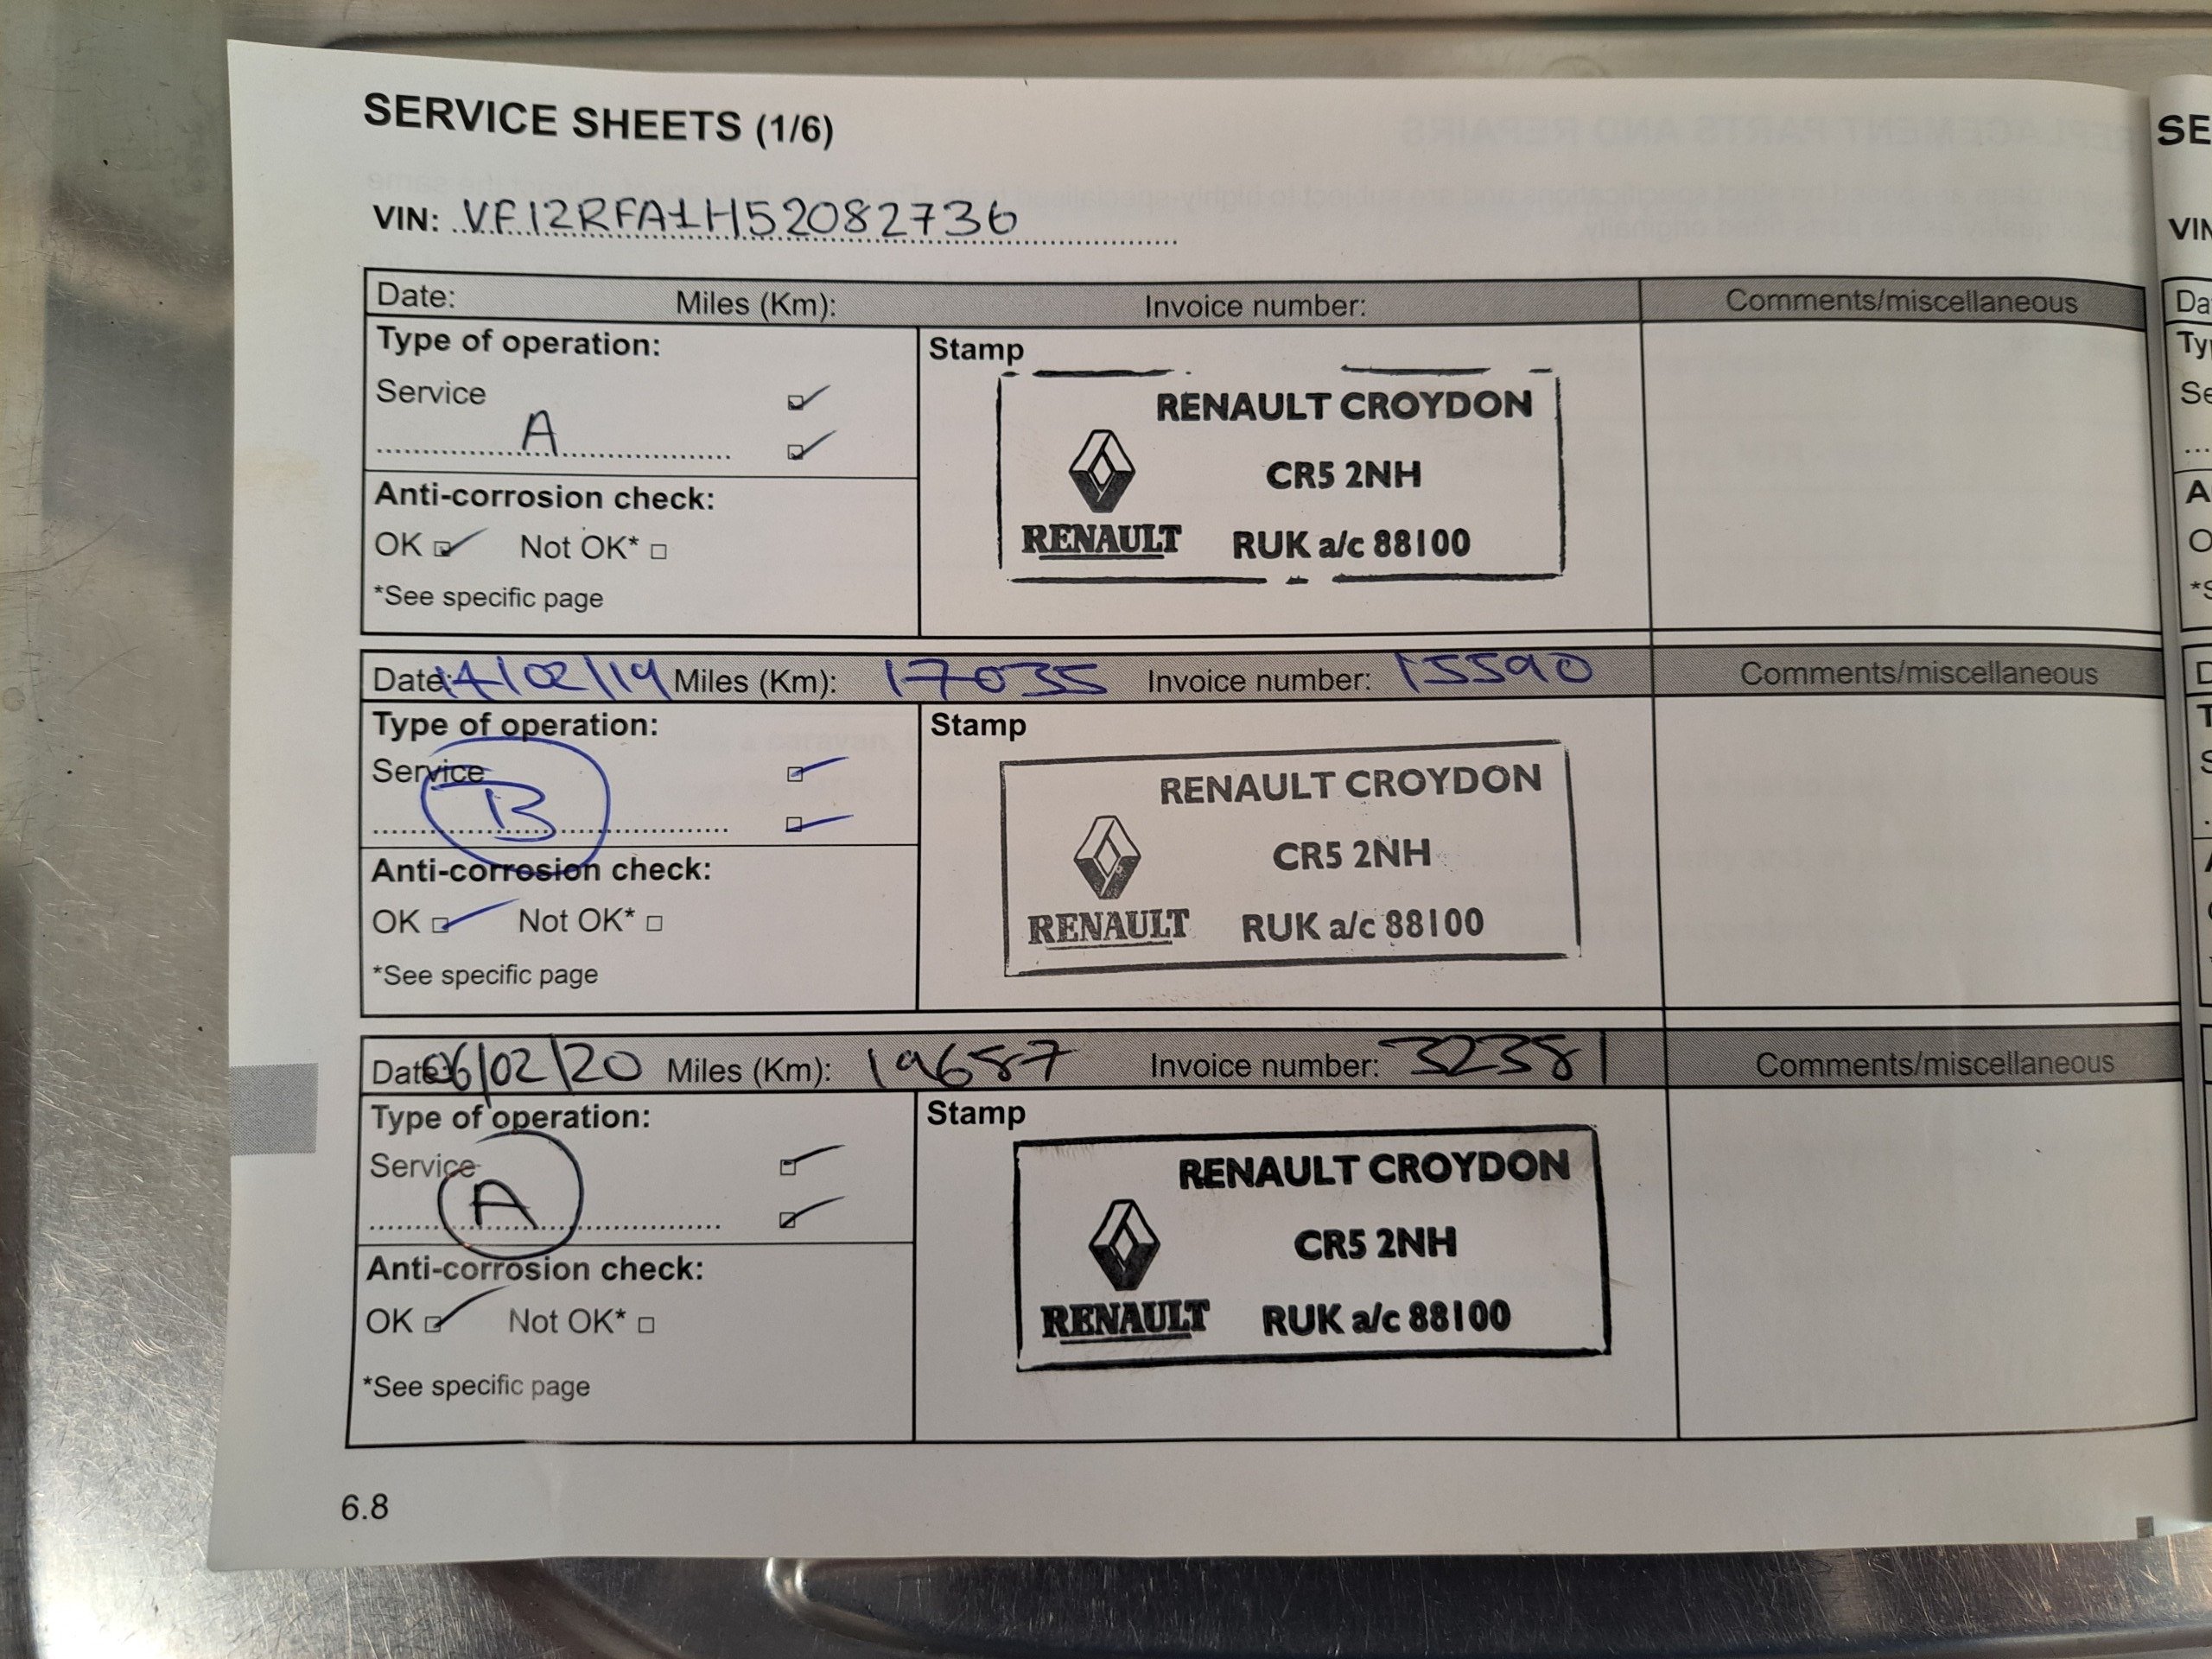 SERVICE SHEETS (1/6)
SE
VIN: VF12RFA1H52082736
VIN
Date: Miles (Km): Invoice number: Comments/miscellaneous
Type of operation:
Service
A
Anti-corrosion check:
OK Not OK*
*See specific page
Stamp
RENAULT CROYDON
CR5 2NH
RENAULT RUK a/c 88100
Date: 14/02/19 Miles (Km): 17035 Invoice number: 15590 Comments/miscellaneous
Type of operation:
Service
B
Anti-corrosion check:
OK Not OK*
*See specific page
Stamp
RENAULT CROYDON
CR5 2NH
RENAULT RUK a/c 88100
Date: 06/02/20 Miles (Km): 19687 Invoice number: 32381 Comments/miscellaneous
Type of operation:
Service
A
Anti-corrosion check:
OK Not OK*
*See specific page
Stamp
RENAULT CROYDON
CR5 2NH
RENAULT RUK a/c 88100
6.8